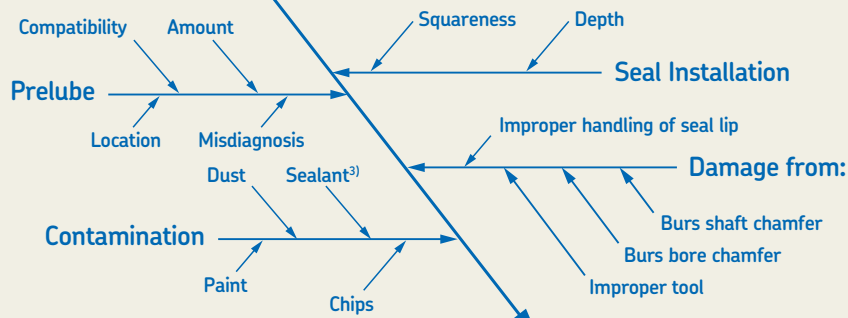 Squareness
Depth
Compatibility
Amount
Seal Installation
Prelube
Location
Misdiagnosis
Improper handling of seal lip
Damage from:
Dust
Sealant³⁾
Burs shaft chamfer
Contamination
Burs bore chamfer
Paint
Improper tool
Chips